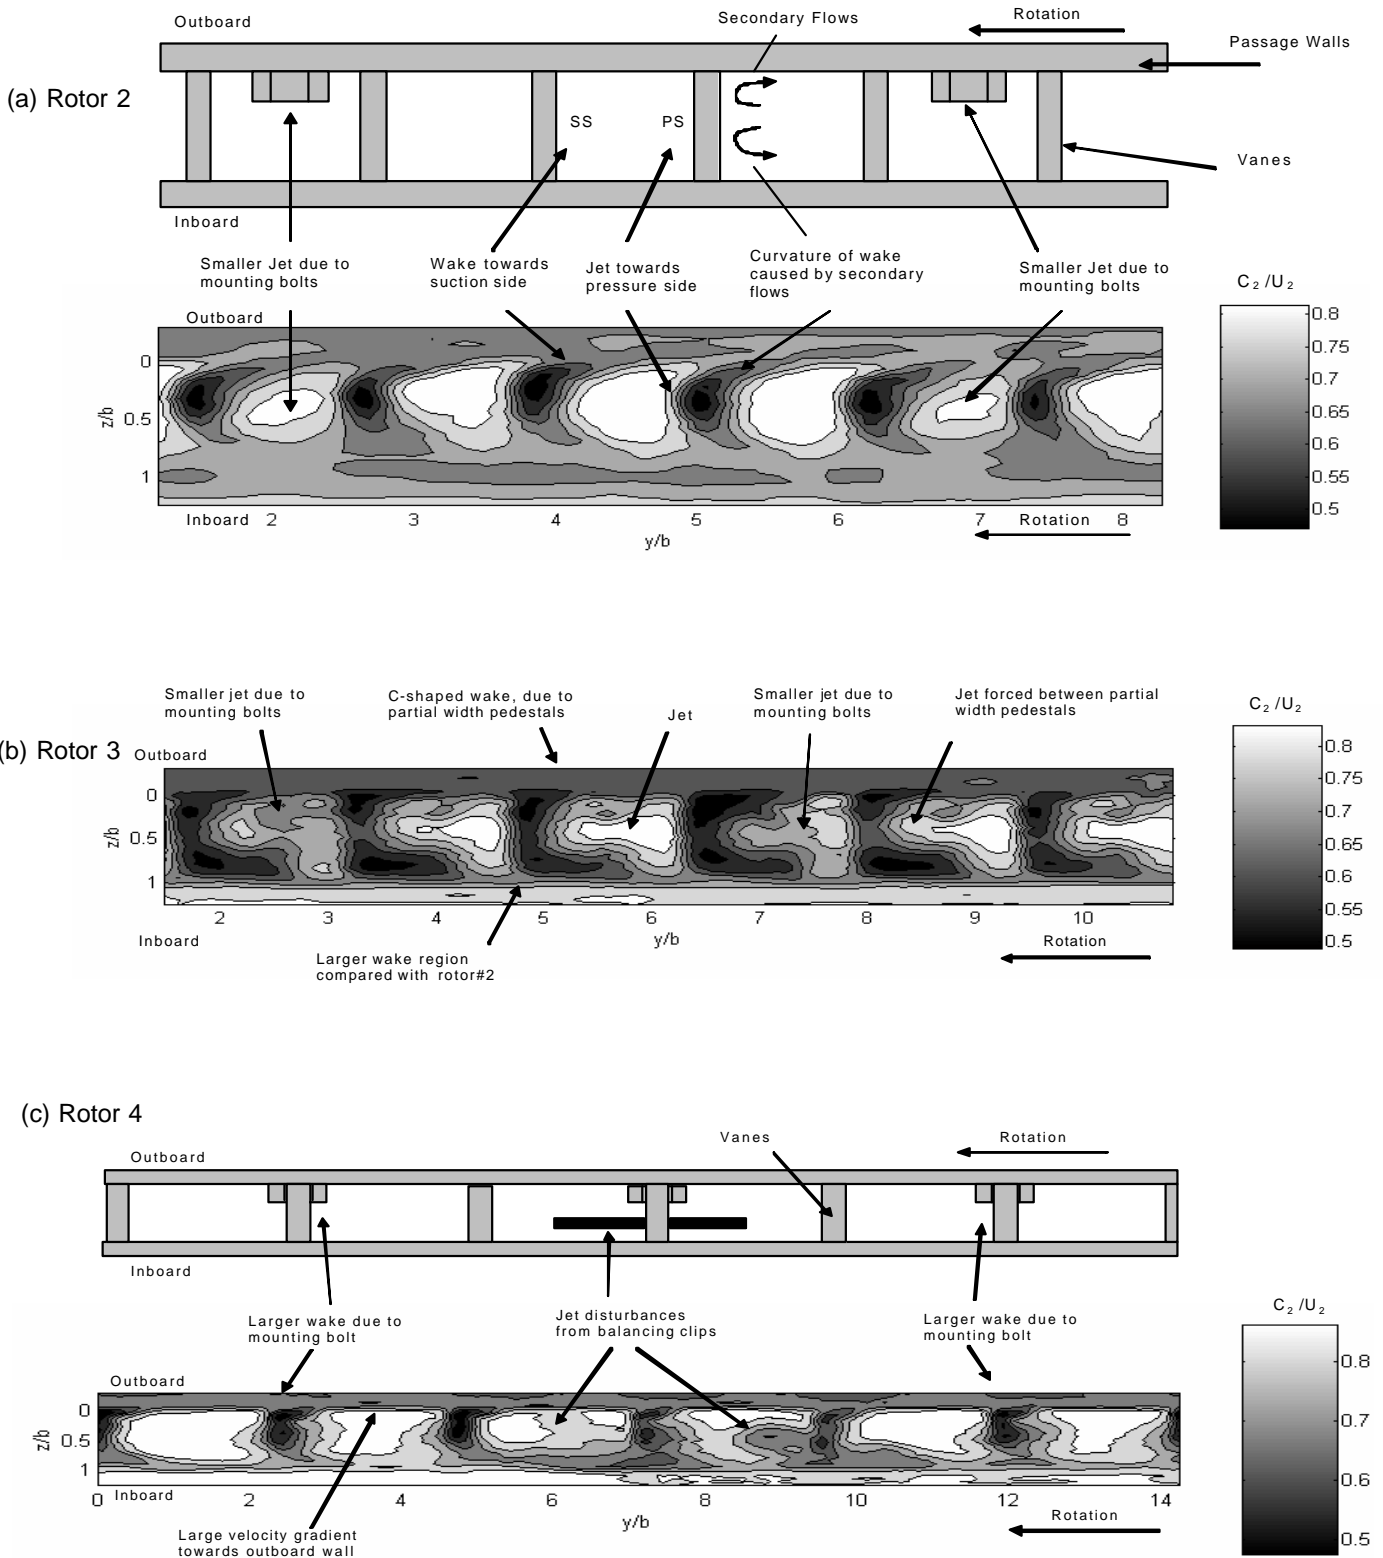 Outboard
Secondary Flows
Rotation
Passage Walls
(a) Rotor 2
SS
PS
Vanes
Inboard
Smaller Jet due to
mounting bolts
Wake towards
suction side
Jet towards
pressure side
Curvature of wake
caused by secondary
flows
Smaller Jet due to
mounting bolts
C2/U2
Outboard
0
0.5
1
z/b
0.8
0.75
0.7
0.65
0.6
0.55
0.5
Inboard
2
3
4
5
6
7
8
Rotation
y/b
Smaller jet due to
mounting bolts
C-shaped wake, due to
partial width pedestals
Jet
Smaller jet due to
mounting bolts
Jet forced between partial
width pedestals
C2/U2
(b) Rotor 3
Outboard
0
0.5
1
z/b
0.8
0.75
0.7
0.65
0.6
0.55
0.5
2
3
4
5
6
7
8
9
10
Inboard
y/b
Rotation
Larger wake region
compared with rotor#2
(c) Rotor 4
Outboard
Vanes
Rotation
Inboard
Larger wake due to
mounting bolt
Jet disturbances
from balancing clips
Larger wake due to
mounting bolt
C2/U2
Outboard
0
0.5
1
z/b
0.8
0.7
0.6
0.5
Inboard
0
2
4
6
8
10
12
14
y/b
Rotation
Large velocity gradient
towards outboard wall